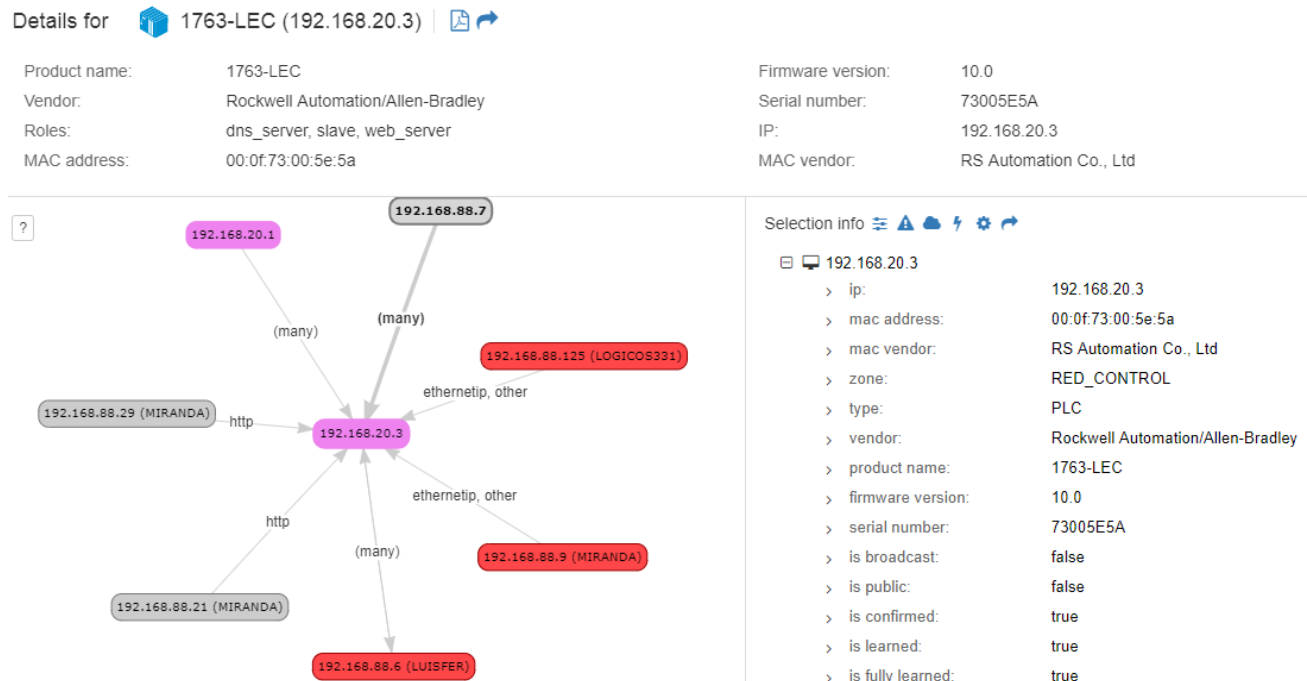 Details for 1763-LEC (192.168.20.3)
Product name: 1763-LEC Firmware version: 10.0
Vendor: Rockwell Automation/Allen-Bradley Serial number: 73005E5A
Roles: dns_server, slave, web_server IP: 192.168.20.3
MAC address: 00:0f:73:00:5e:5a MAC vendor: RS Automation Co., Ltd
?
192.168.88.7
192.168.20.1
(many)
(many)
192.168.88.125 (LOGICOS331)
ethernetip, other
192.168.88.29 (MIRANDA)
http
192.168.20.3
ethernetip, other
http
(many)
192.168.88.9 (MIRANDA)
192.168.88.21 (MIRANDA)
192.168.88.6 (LUISFER)
Selection info
192.168.20.3
ip: 192.168.20.3
mac address: 00:0f:73:00:5e:5a
mac vendor: RS Automation Co., Ltd
zone: RED_CONTROL
type: PLC
vendor: Rockwell Automation/Allen-Bradley
product name: 1763-LEC
firmware version: 10.0
serial number: 73005E5A
is broadcast: false
is public: false
is confirmed: true
is learned: true
is fully learned: true